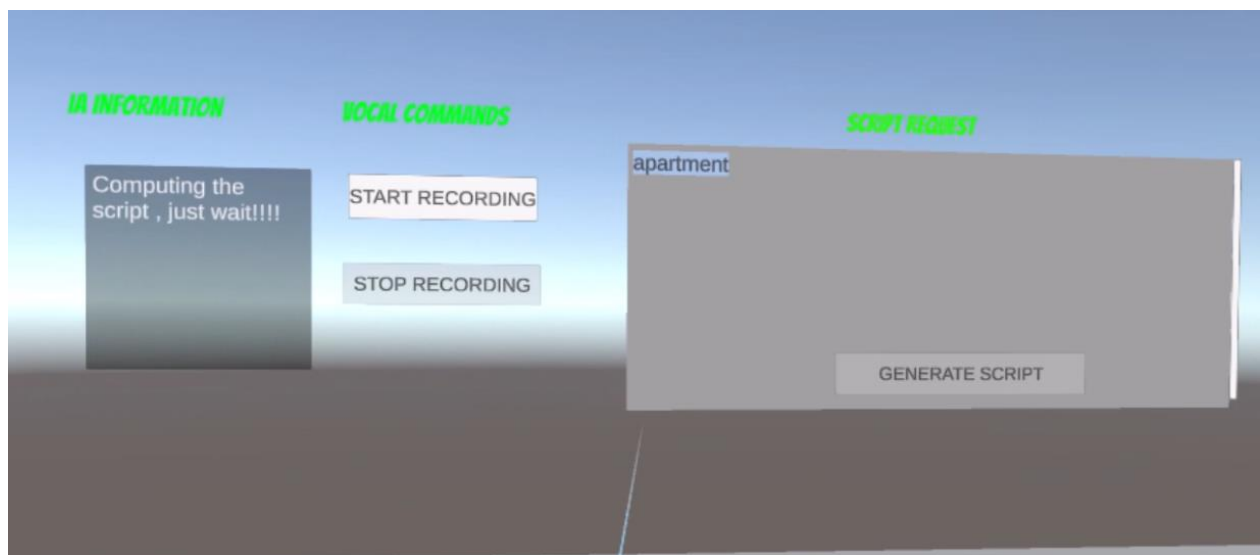 IA INFORMATION
Computing the
script , just wait!!!!
VOCAL COMMANDS
START RECORDING
STOP RECORDING
SCRIPT REQUEST
apartment
GENERATE SCRIPT